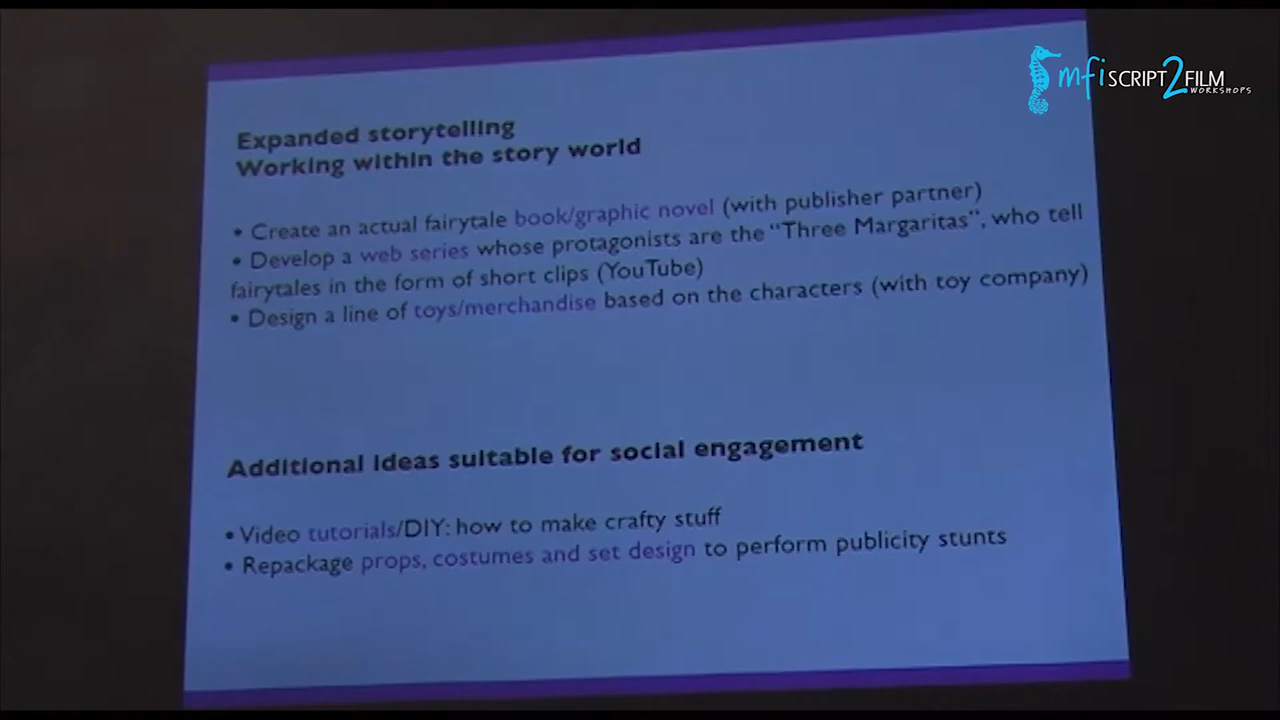 mfi SCRIPT2FILM
WORKSHOPS
Expanded storytelling
Working within the story world
• Create an actual fairytale book/graphic novel (with publisher partner)
• Develop a web series whose protagonists are the “Three Margaritas”, who tell
fairytales in the form of short clips (YouTube)
• Design a line of toys/merchandise based on the characters (with toy company)
Additional ideas suitable for social engagement
• Video tutorials/DIY: how to make crafty stuff
• Repackage props, costumes and set design to perform publicity stunts